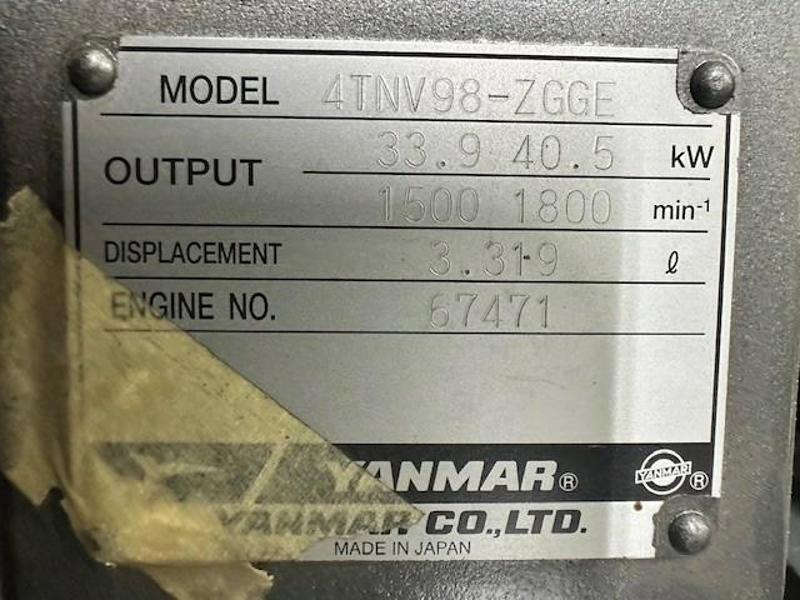 MODEL 4TNV98-ZGGE
OUTPUT 33.9 40.5 kW
1500 1800 min-1
DISPLACEMENT 3.319 ℓ
ENGINE NO. 67471
YANMAR® YANMAR ®
YANMAR CO.,LTD.
MADE IN JAPAN